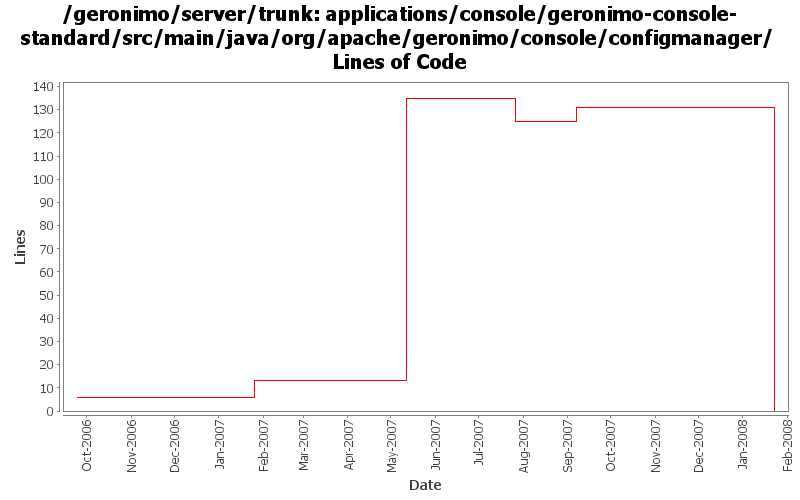 /geronimo/server/trunk: applications/console/geronimo-console-
standard/src/main/java/org/apache/geronimo/console/configmanager/
Lines of Code
140
130
120
110
100
90
80
70
60
50
40
30
20
10
0
Lines
Oct-2006
Nov-2006
Dec-2006
Jan-2007
Feb-2007
Mar-2007
Apr-2007
May-2007
Jun-2007
Jul-2007
Aug-2007
Sep-2007
Oct-2007
Nov-2007
Dec-2007
Jan-2008
Feb-2008
Date